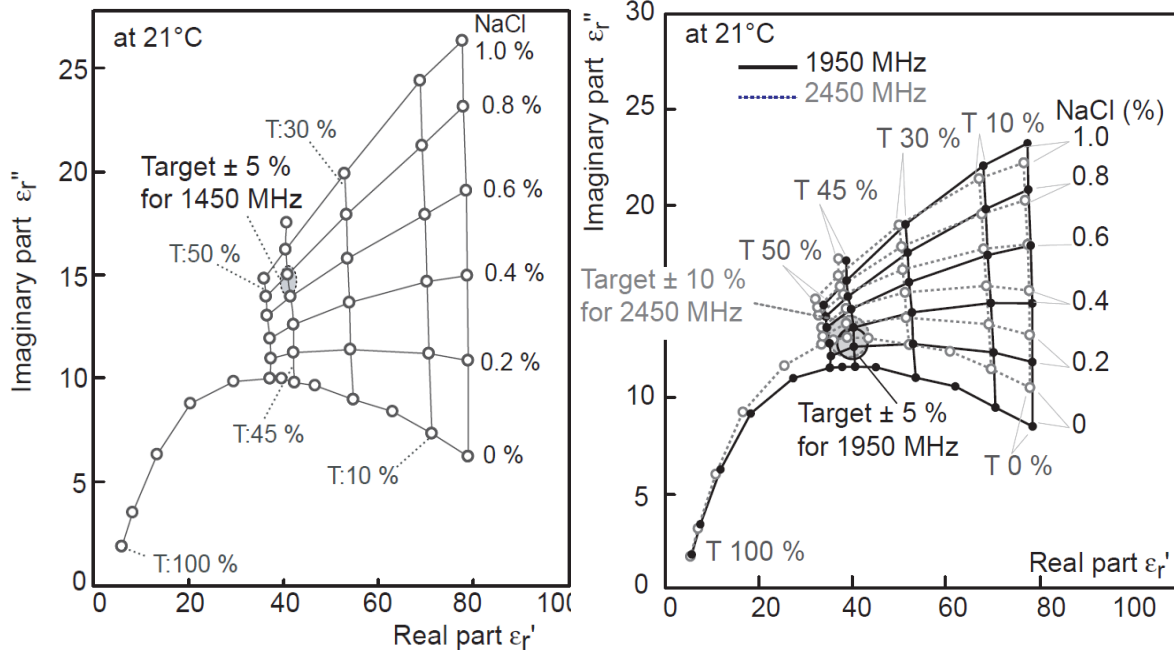 at 21°C
NaCl
1.0 %
0.8 %
0.6 %
0.4 %
0.2 %
0 %
T:30 %
Target ± 5 %
for 1450 MHz
T:50 %
T:45 %
T:10 %
T:100 %
Imaginary part εr''
25
20
15
10
5
0
0 20 40 60 80 100
Real part εr'
at 21°C
1950 MHz
2450 MHz
NaCl (%)
T 10 %
T 30 %
1.0
0.8
T 45 %
0.6
T 50 %
Target ± 10 %
for 2450 MHz
0.4
0.2
0
Target ± 5 %
for 1950 MHz
T 0 %
T 100 %
Imaginary part εr''
30
20
10
5
0
0 20 40 60 80 100
Real part εr'